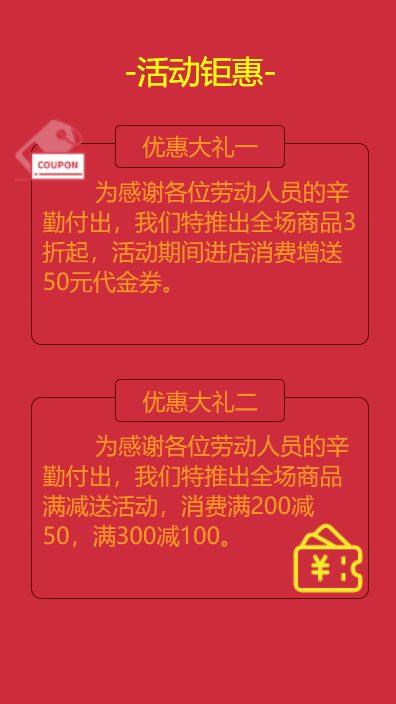 -活动钜惠-
优惠大礼一
COUPON
为感谢各位劳动人员的辛
勤付出，我们特推出全场商品3
折起，活动期间进店消费增送
50元代金券。
优惠大礼二
为感谢各位劳动人员的辛
勤付出，我们特推出全场商品
满减送活动，消费满200减
50，满300减100。
¥